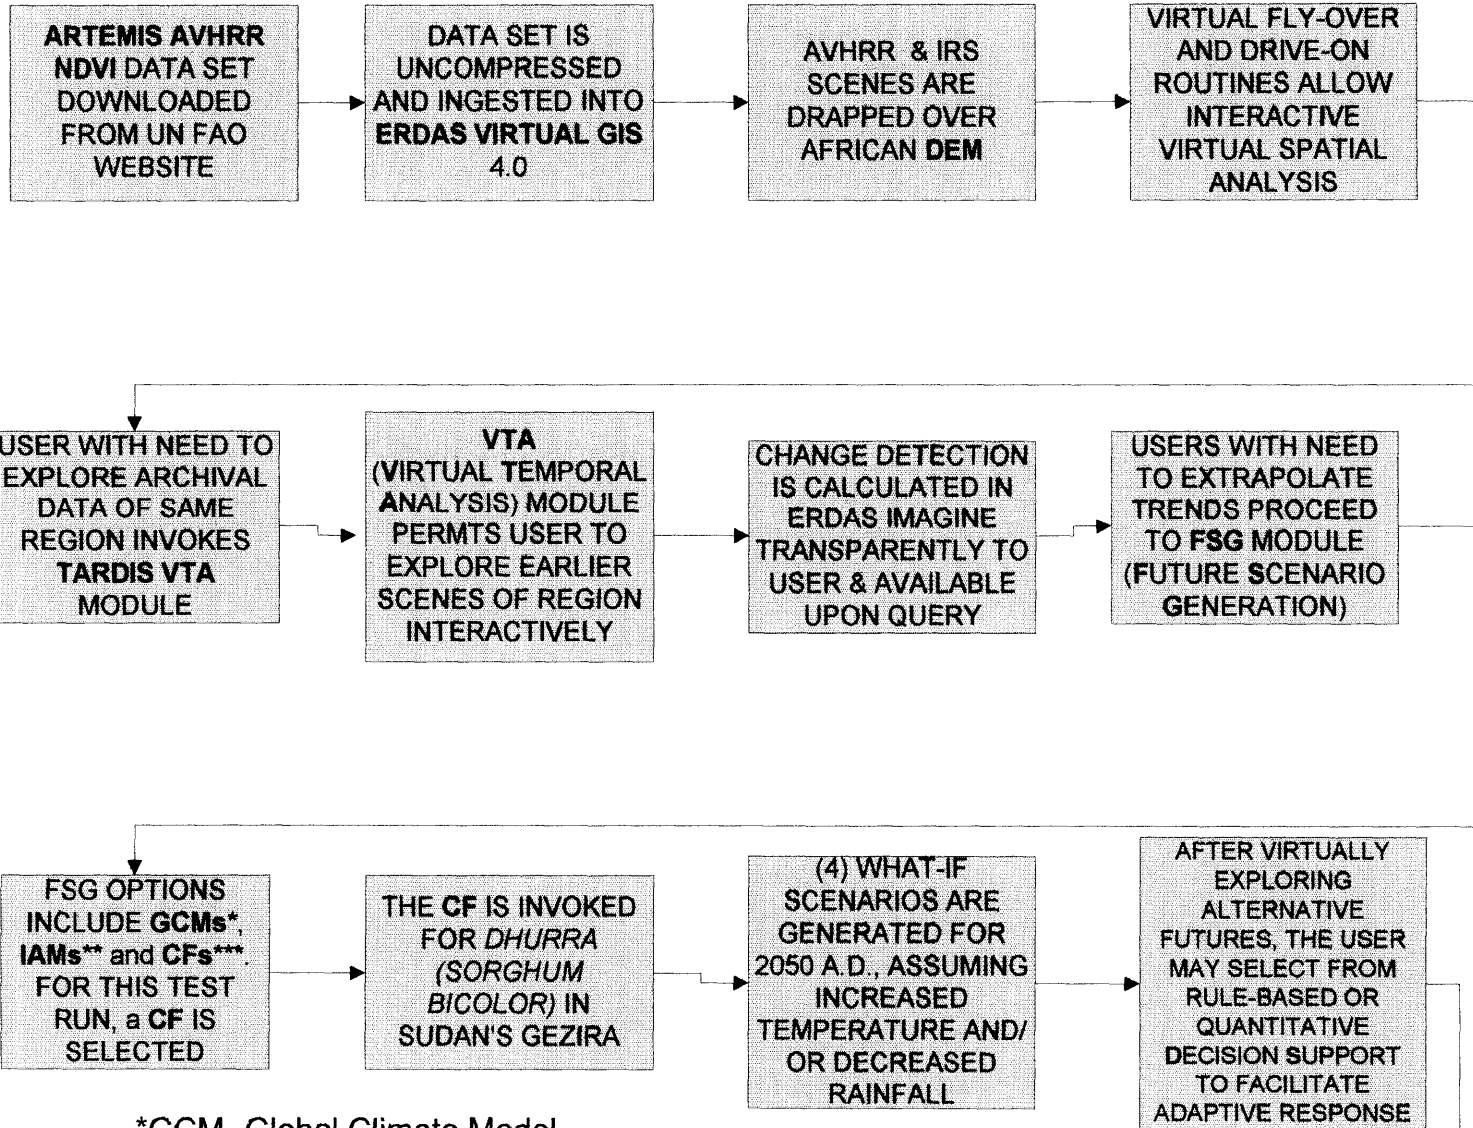 ARTEMIS AVHRR
NDVI DATA SET
DOWNLOADED
FROM UN FAO
WEBSITE
DATA SET IS
UNCOMPRESSED
AND INGESTED INTO
ERDAS VIRTUAL GIS
4.0
AVHRR & IRS
SCENES ARE
DRAPPED OVER
AFRICAN DEM
VIRTUAL FLY-OVER
AND DRIVE-ON
ROUTINES ALLOW
INTERACTIVE
VIRTUAL SPATIAL
ANALYSIS
USER WITH NEED TO
EXPLORE ARCHIVAL
DATA OF SAME
REGION INVOKES
TARDIS VTA
MODULE
VTA
(VIRTUAL TEMPORAL
ANALYSIS) MODULE
PERMTS USER TO
EXPLORE EARLIER
SCENES OF REGION
INTERACTIVELY
CHANGE DETECTION
IS CALCULATED IN
ERDAS IMAGINE
TRANSPARENTLY TO
USER & AVAILABLE
UPON QUERY
USERS WITH NEED
TO EXTRAPOLATE
TRENDS PROCEED
TO FSG MODULE
(FUTURE SCENARIO
GENERATION)
FSG OPTIONS
INCLUDE GCMs*,
IAMs** and CFs***.
FOR THIS TEST
RUN, a CF IS
SELECTED
THE CF IS INVOKED
FOR DHURRA
(SORGHUM
BICOLOR) IN
SUDAN'S GEZIRA
(4) WHAT-IF
SCENARIOS ARE
GENERATED FOR
2050 A.D., ASSUMING
INCREASED
TEMPERATURE AND/
OR DECREASED
RAINFALL
AFTER VIRTUALLY
EXPLORING
ALTERNATIVE
FUTURES, THE USER
MAY SELECT FROM
RULE-BASED OR
QUANTITATIVE
DECISION SUPPORT
TO FACILITATE
ADAPTIVE RESPONSE
*GCM- Global Climate Model